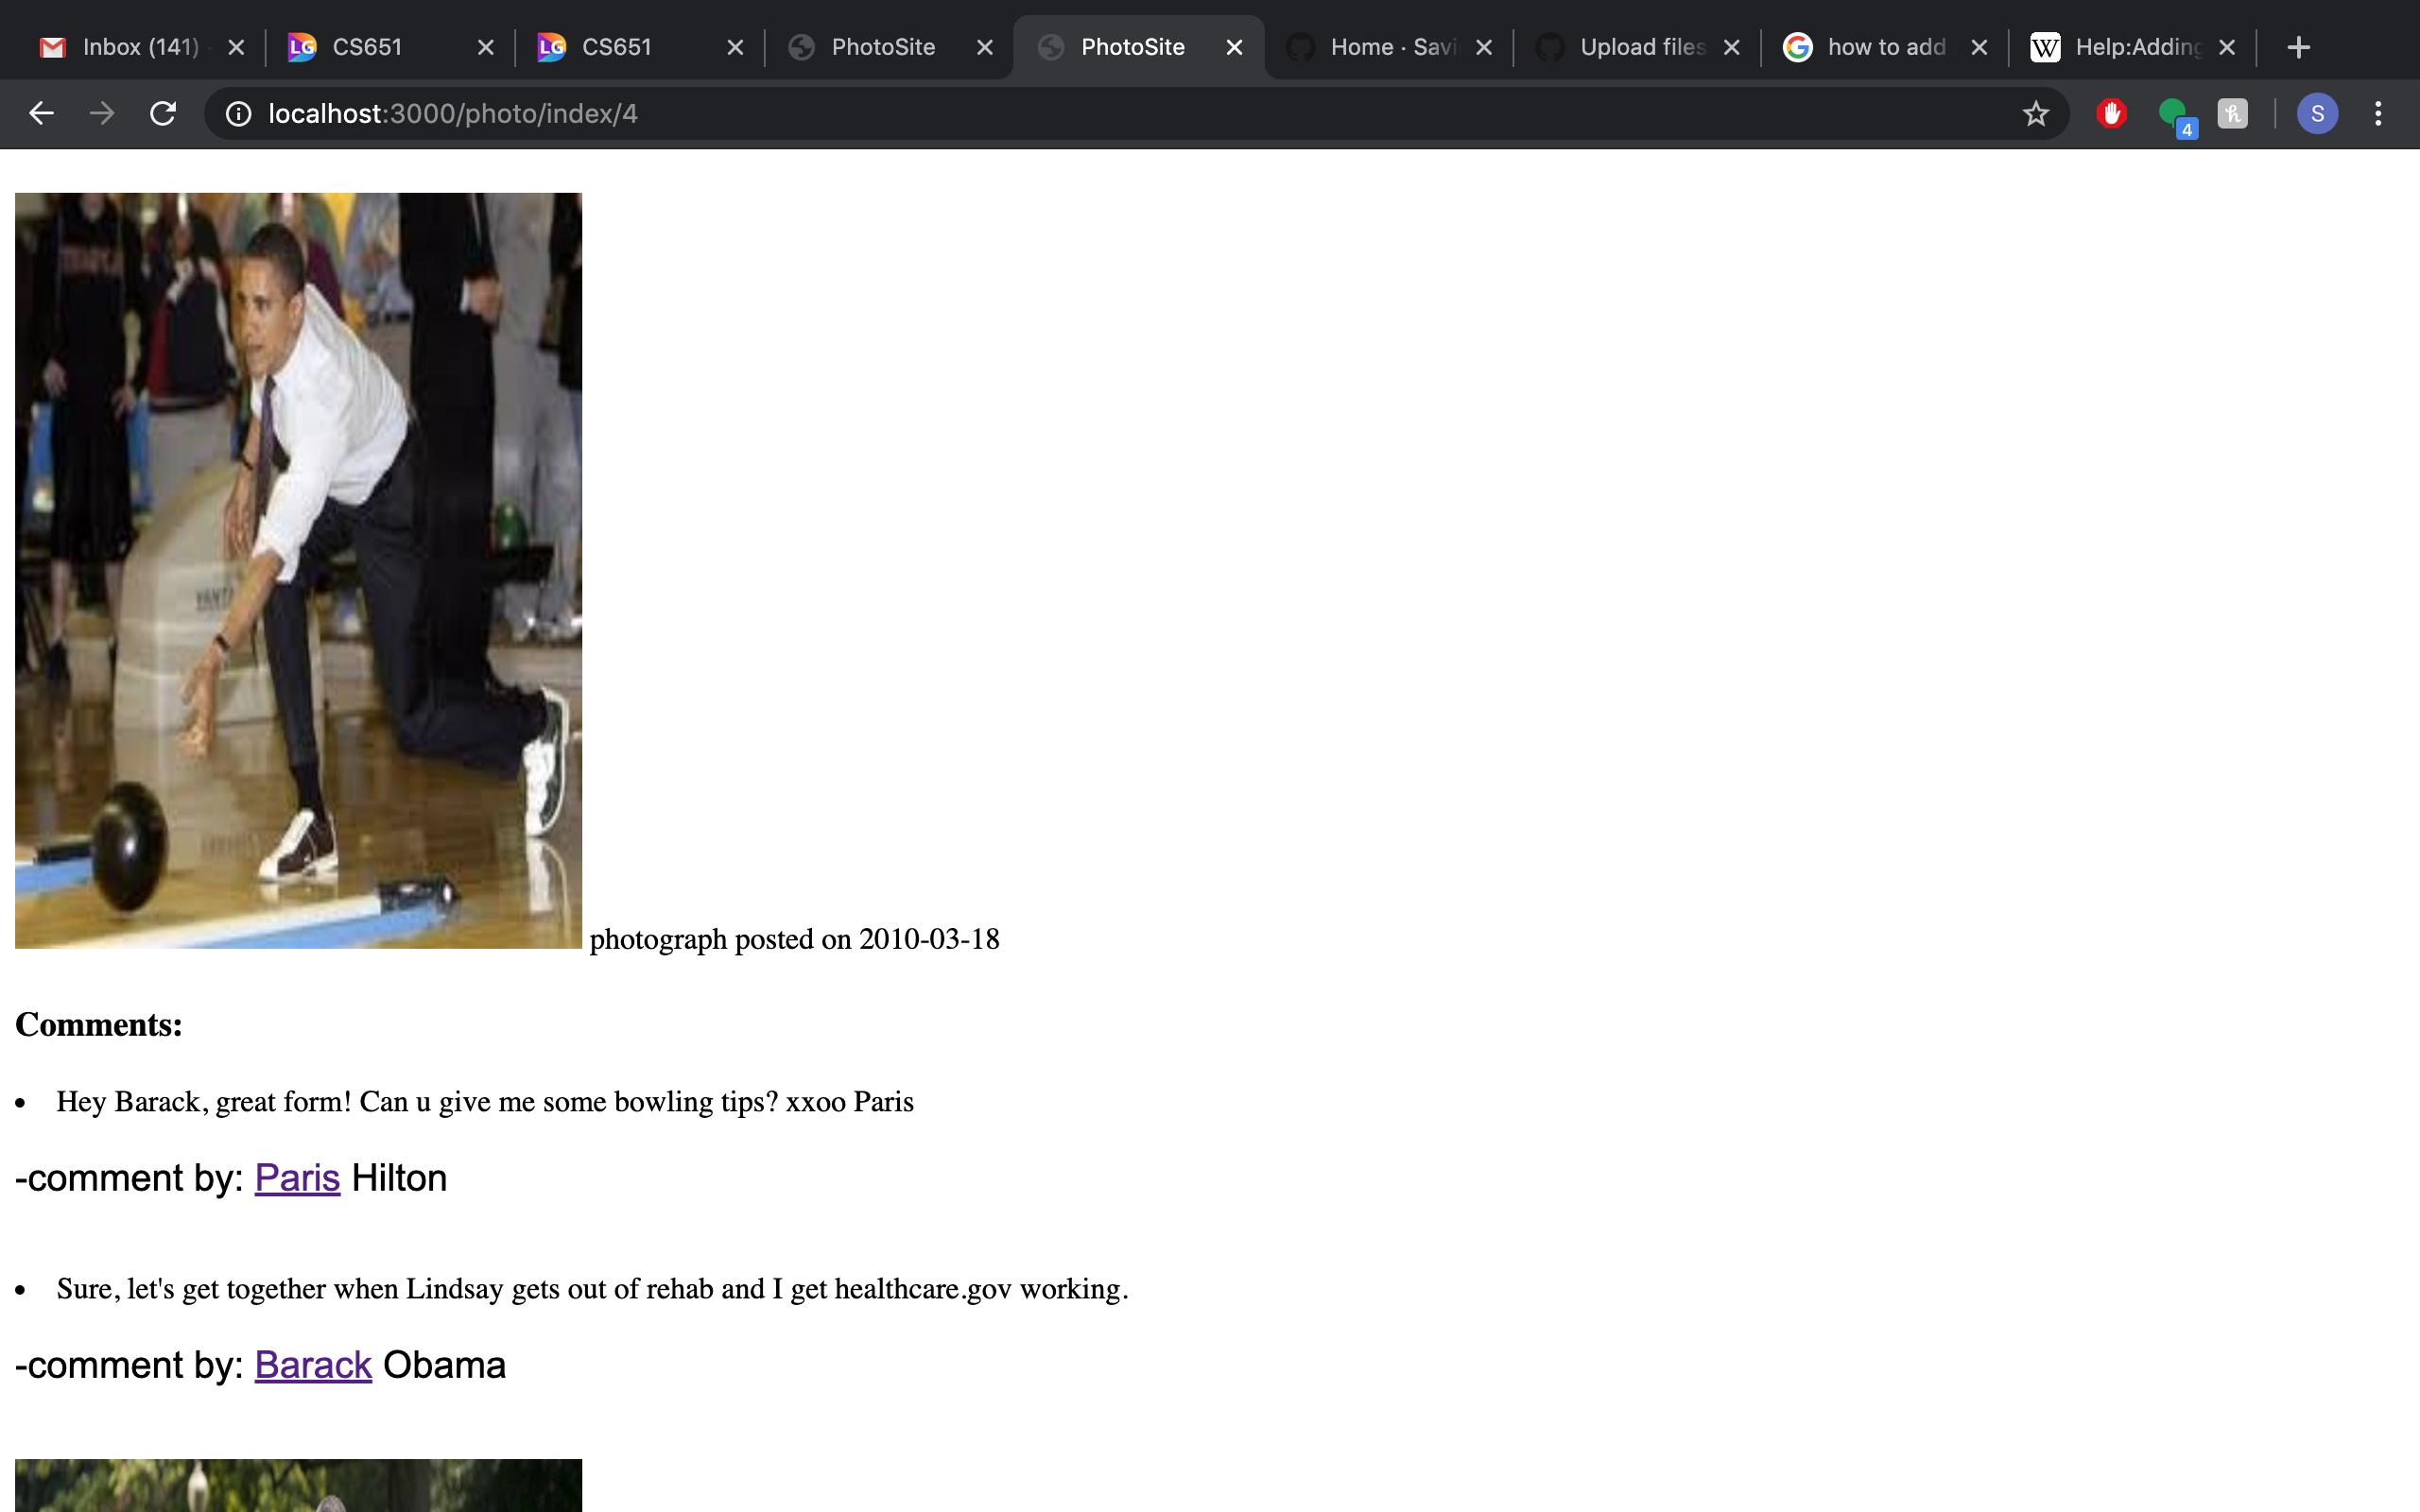 Inbox (141)
LG CS651
LG CS651
PhotoSite
PhotoSite
Home · Savi
Upload files
how to add
W Help:Adding
localhost:3000/photo/index/4
4
S
photograph posted on 2010-03-18
Comments:
• Hey Barack, great form! Can u give me some bowling tips? xxoo Paris
-comment by: Paris Hilton
• Sure, let's get together when Lindsay gets out of rehab and I get healthcare.gov working.
-comment by: Barack Obama